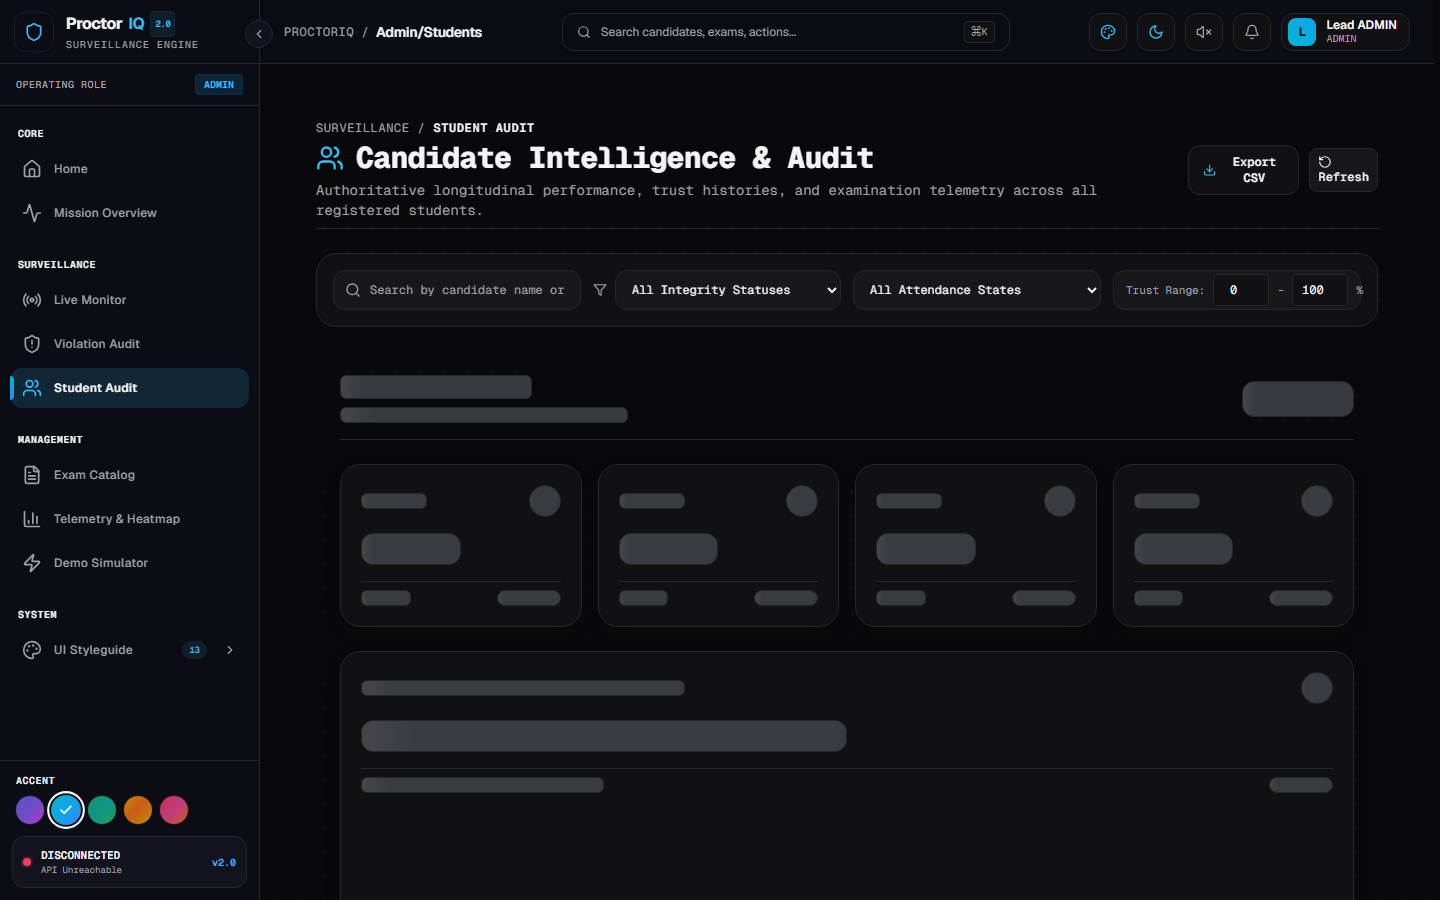 Proctor IQ 2.0
SURVEILLANCE ENGINE
PROCTORIQ / Admin/Students
Search candidates, exams, actions...
⌘K
L
Lead ADMIN
ADMIN
OPERATING ROLE
ADMIN
CORE
Home
Mission Overview
SURVEILLANCE
Live Monitor
Violation Audit
Student Audit
MANAGEMENT
Exam Catalog
Telemetry & Heatmap
Demo Simulator
SYSTEM
UI Styleguide 13
ACCENT
DISCONNECTED
API Unreachable
v2.0
SURVEILLANCE / STUDENT AUDIT
Candidate Intelligence & Audit
Authoritative longitudinal performance, trust histories, and examination telemetry across all
registered students.
Export
CSV
Refresh
Search by candidate name or
All Integrity Statuses
All Attendance States
Trust Range: 0 - 100 %